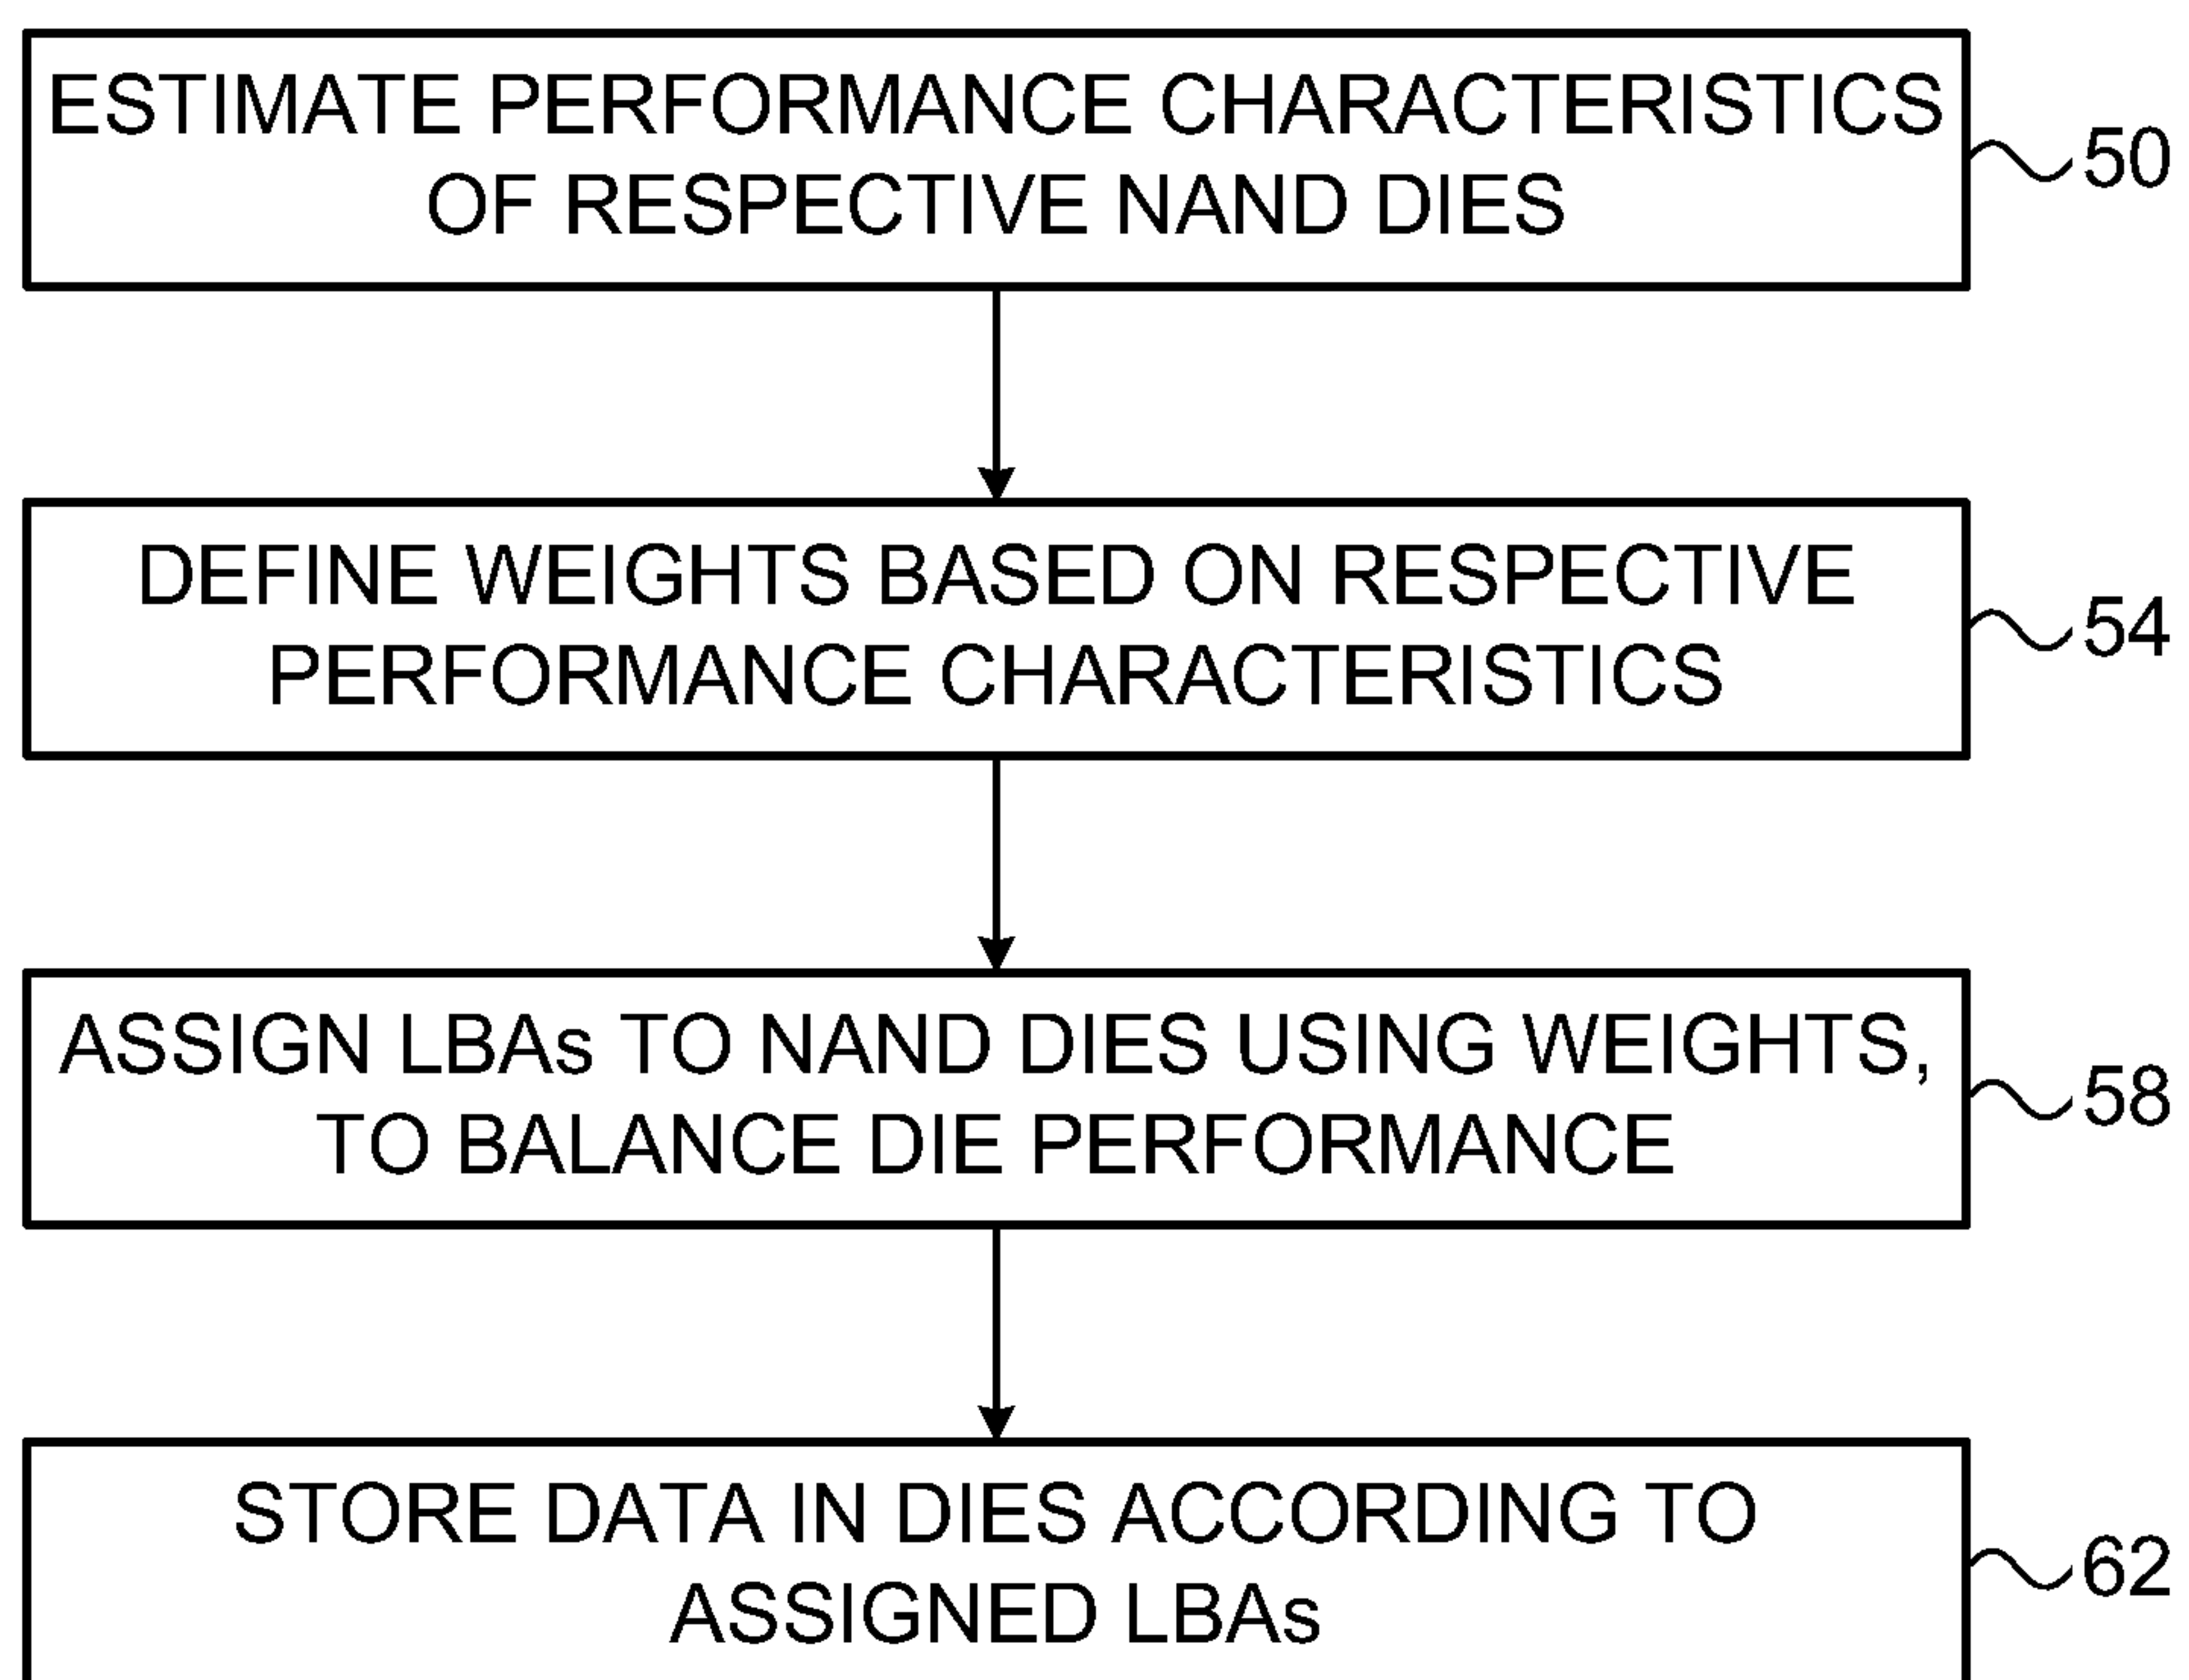 ESTIMATE PERFORMANCE CHARACTERISTICS
OF RESPECTIVE NAND DIES
50
DEFINE WEIGHTS BASED ON RESPECTIVE
PERFORMANCE CHARACTERISTICS
54
ASSIGN LBAs TO NAND DIES USING WEIGHTS,
TO BALANCE DIE PERFORMANCE
58
STORE DATA IN DIES ACCORDING TO
ASSIGNED LBAs
62